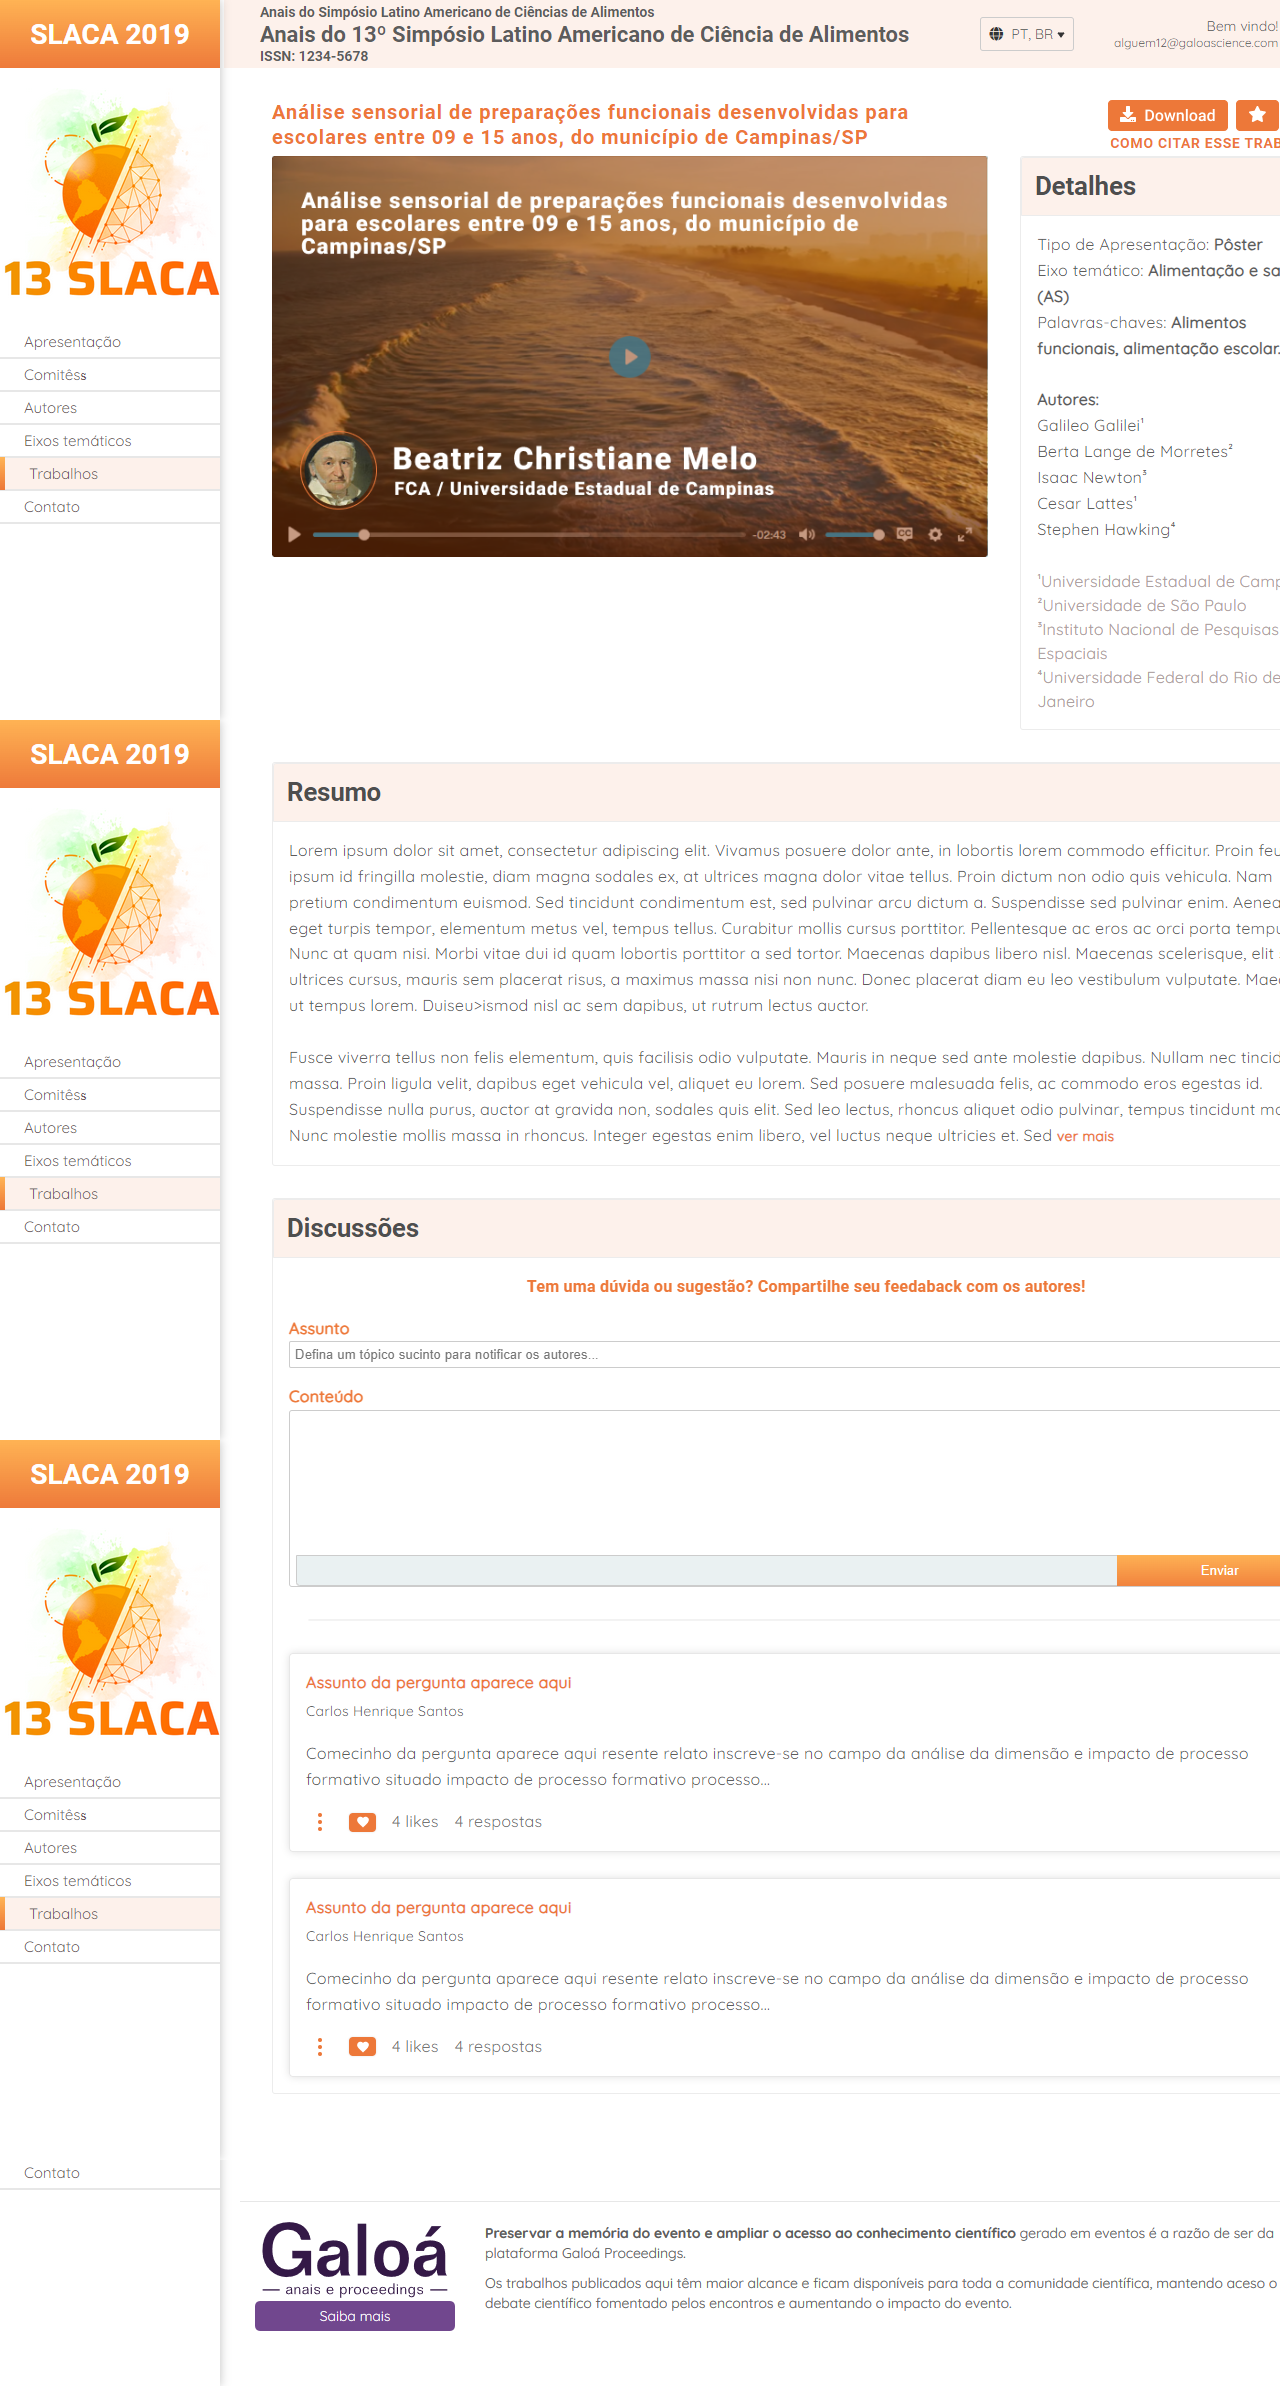 SLACA 2019
Anais do Simpósio Latino Americano de Ciências de Alimentos
Anais do 13º Simpósio Latino Americano de Ciência de Alimentos
ISSN: 1234-5678
PT, BR
Bem vindo!
alguem12@galoascience.com
13 SLACA
Apresentação
Comitêss
Autores
Eixos temáticos
Trabalhos
Contato
Análise sensorial de preparações funcionais desenvolvidas para
escolares entre 09 e 15 anos, do município de Campinas/SP
Download
COMO CITAR ESSE TRAB
Análise sensorial de preparações funcionais desenvolvidas
para escolares entre 09 e 15 anos, do município de
Campinas/SP
Beatriz Christiane Melo
FCA / Universidade Estadual de Campinas
-02:43
CC
Detalhes
Tipo de Apresentação: Pôster
Eixo temático: Alimentação e sa
(AS)
Palavras-chaves: Alimentos
funcionais, alimentação escolar.
Autores:
Galileo Galilei¹
Berta Lange de Morretes²
Isaac Newton³
Cesar Lattes¹
Stephen Hawking⁴
¹Universidade Estadual de Camp
²Universidade de São Paulo
³Instituto Nacional de Pesquisas
Espaciais
⁴Universidade Federal do Rio de
Janeiro
SLACA 2019
13 SLACA
Apresentação
Comitêss
Autores
Eixos temáticos
Trabalhos
Contato
Resumo
Lorem ipsum dolor sit amet, consectetur adipiscing elit. Vivamus posuere dolor ante, in lobortis lorem commodo efficitur. Proin feu
ipsum id fringilla molestie, diam magna sodales ex, at ultrices magna dolor vitae tellus. Proin dictum non odio quis vehicula. Nam
pretium condimentum euismod. Sed tincidunt condimentum est, sed pulvinar arcu dictum a. Suspendisse sed pulvinar enim. Aenea
eget turpis tempor, elementum metus vel, tempus tellus. Curabitur mollis cursus porttitor. Pellentesque ac eros ac orci porta tempu
Nunc at quam nisi. Morbi vitae dui id quam lobortis porttitor a sed tortor. Maecenas dapibus libero nisl. Maecenas scelerisque, elit
ultrices cursus, mauris sem placerat risus, a maximus massa nisi non nunc. Donec placerat diam eu leo vestibulum vulputate. Mae
ut tempus lorem. Duiseu>ismod nisl ac sem dapibus, ut rutrum lectus auctor.
Fusce viverra tellus non felis elementum, quis facilisis odio vulputate. Mauris in neque sed ante molestie dapibus. Nullam nec tincid
massa. Proin ligula velit, dapibus eget vehicula vel, aliquet eu lorem. Sed posuere malesuada felis, ac commodo eros egestas id.
Suspendisse nulla purus, auctor at gravida non, sodales quis elit. Sed leo lectus, rhoncus aliquet odio pulvinar, tempus tincidunt mo
Nunc molestie mollis massa in rhoncus. Integer egestas enim libero, vel luctus neque ultricies et. Sed ver mais
Discussões
Tem uma dúvida ou sugestão? Compartilhe seu feedaback com os autores!
Assunto
Defina um tópico sucinto para notificar os autores...
Conteúdo
Enviar
SLACA 2019
13 SLACA
Apresentação
Comitêss
Autores
Eixos temáticos
Trabalhos
Contato
Assunto da pergunta aparece aqui
Carlos Henrique Santos
Comecinho da pergunta aparece aqui resente relato inscreve-se no campo da análise da dimensão e impacto de processo
formativo situado impacto de processo formativo processo...
4 likes 4 respostas
Assunto da pergunta aparece aqui
Carlos Henrique Santos
Comecinho da pergunta aparece aqui resente relato inscreve-se no campo da análise da dimensão e impacto de processo
formativo situado impacto de processo formativo processo...
4 likes 4 respostas
Contato
Galoá
anais e proceedings
Saiba mais
Preservar a memória do evento e ampliar o acesso ao conhecimento científico gerado em eventos é a razão de ser da
plataforma Galoá Proceedings.
Os trabalhos publicados aqui têm maior alcance e ficam disponíveis para toda a comunidade científica, mantendo aceso o
debate científico fomentado pelos encontros e aumentando o impacto do evento.